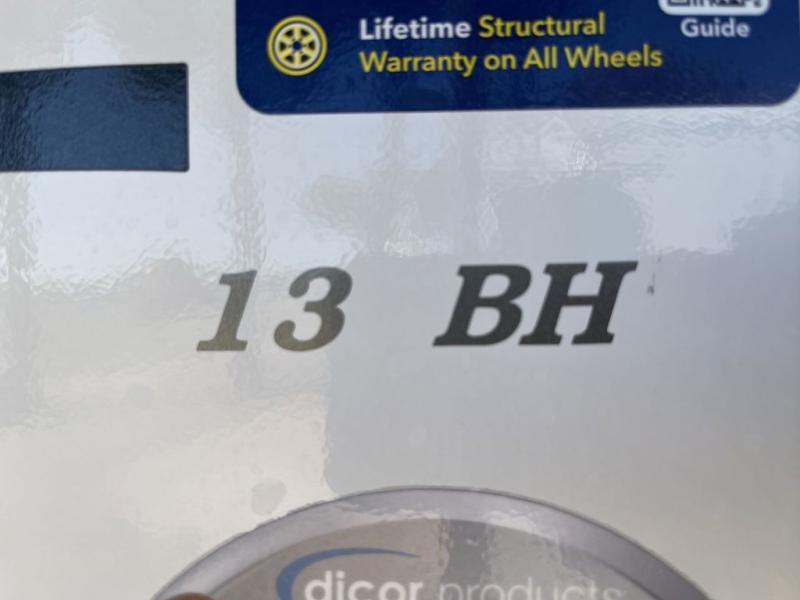 Lifetime Structural
Warranty on All Wheels
Guide
13 BH
dicor products